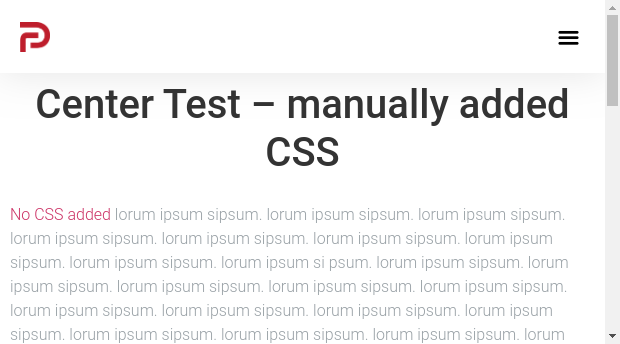 Center Test – manually added
CSS
No CSS added lorum ipsum sipsum. lorum ipsum sipsum. lorum ipsum sipsum.
lorum ipsum sipsum. lorum ipsum sipsum. lorum ipsum sipsum. lorum ipsum
sipsum. lorum ipsum sipsum. lorum ipsum si psum. lorum ipsum sipsum. lorum
ipsum sipsum. lorum ipsum sipsum. lorum ipsum sipsum. lorum ipsum sipsum.
lorum ipsum sipsum. lorum ipsum sipsum. lorum ipsum sipsum. lorum ipsum
sipsum. lorum ipsum sipsum. lorum ipsum sipsum. lorum ipsum sipsum. lorum